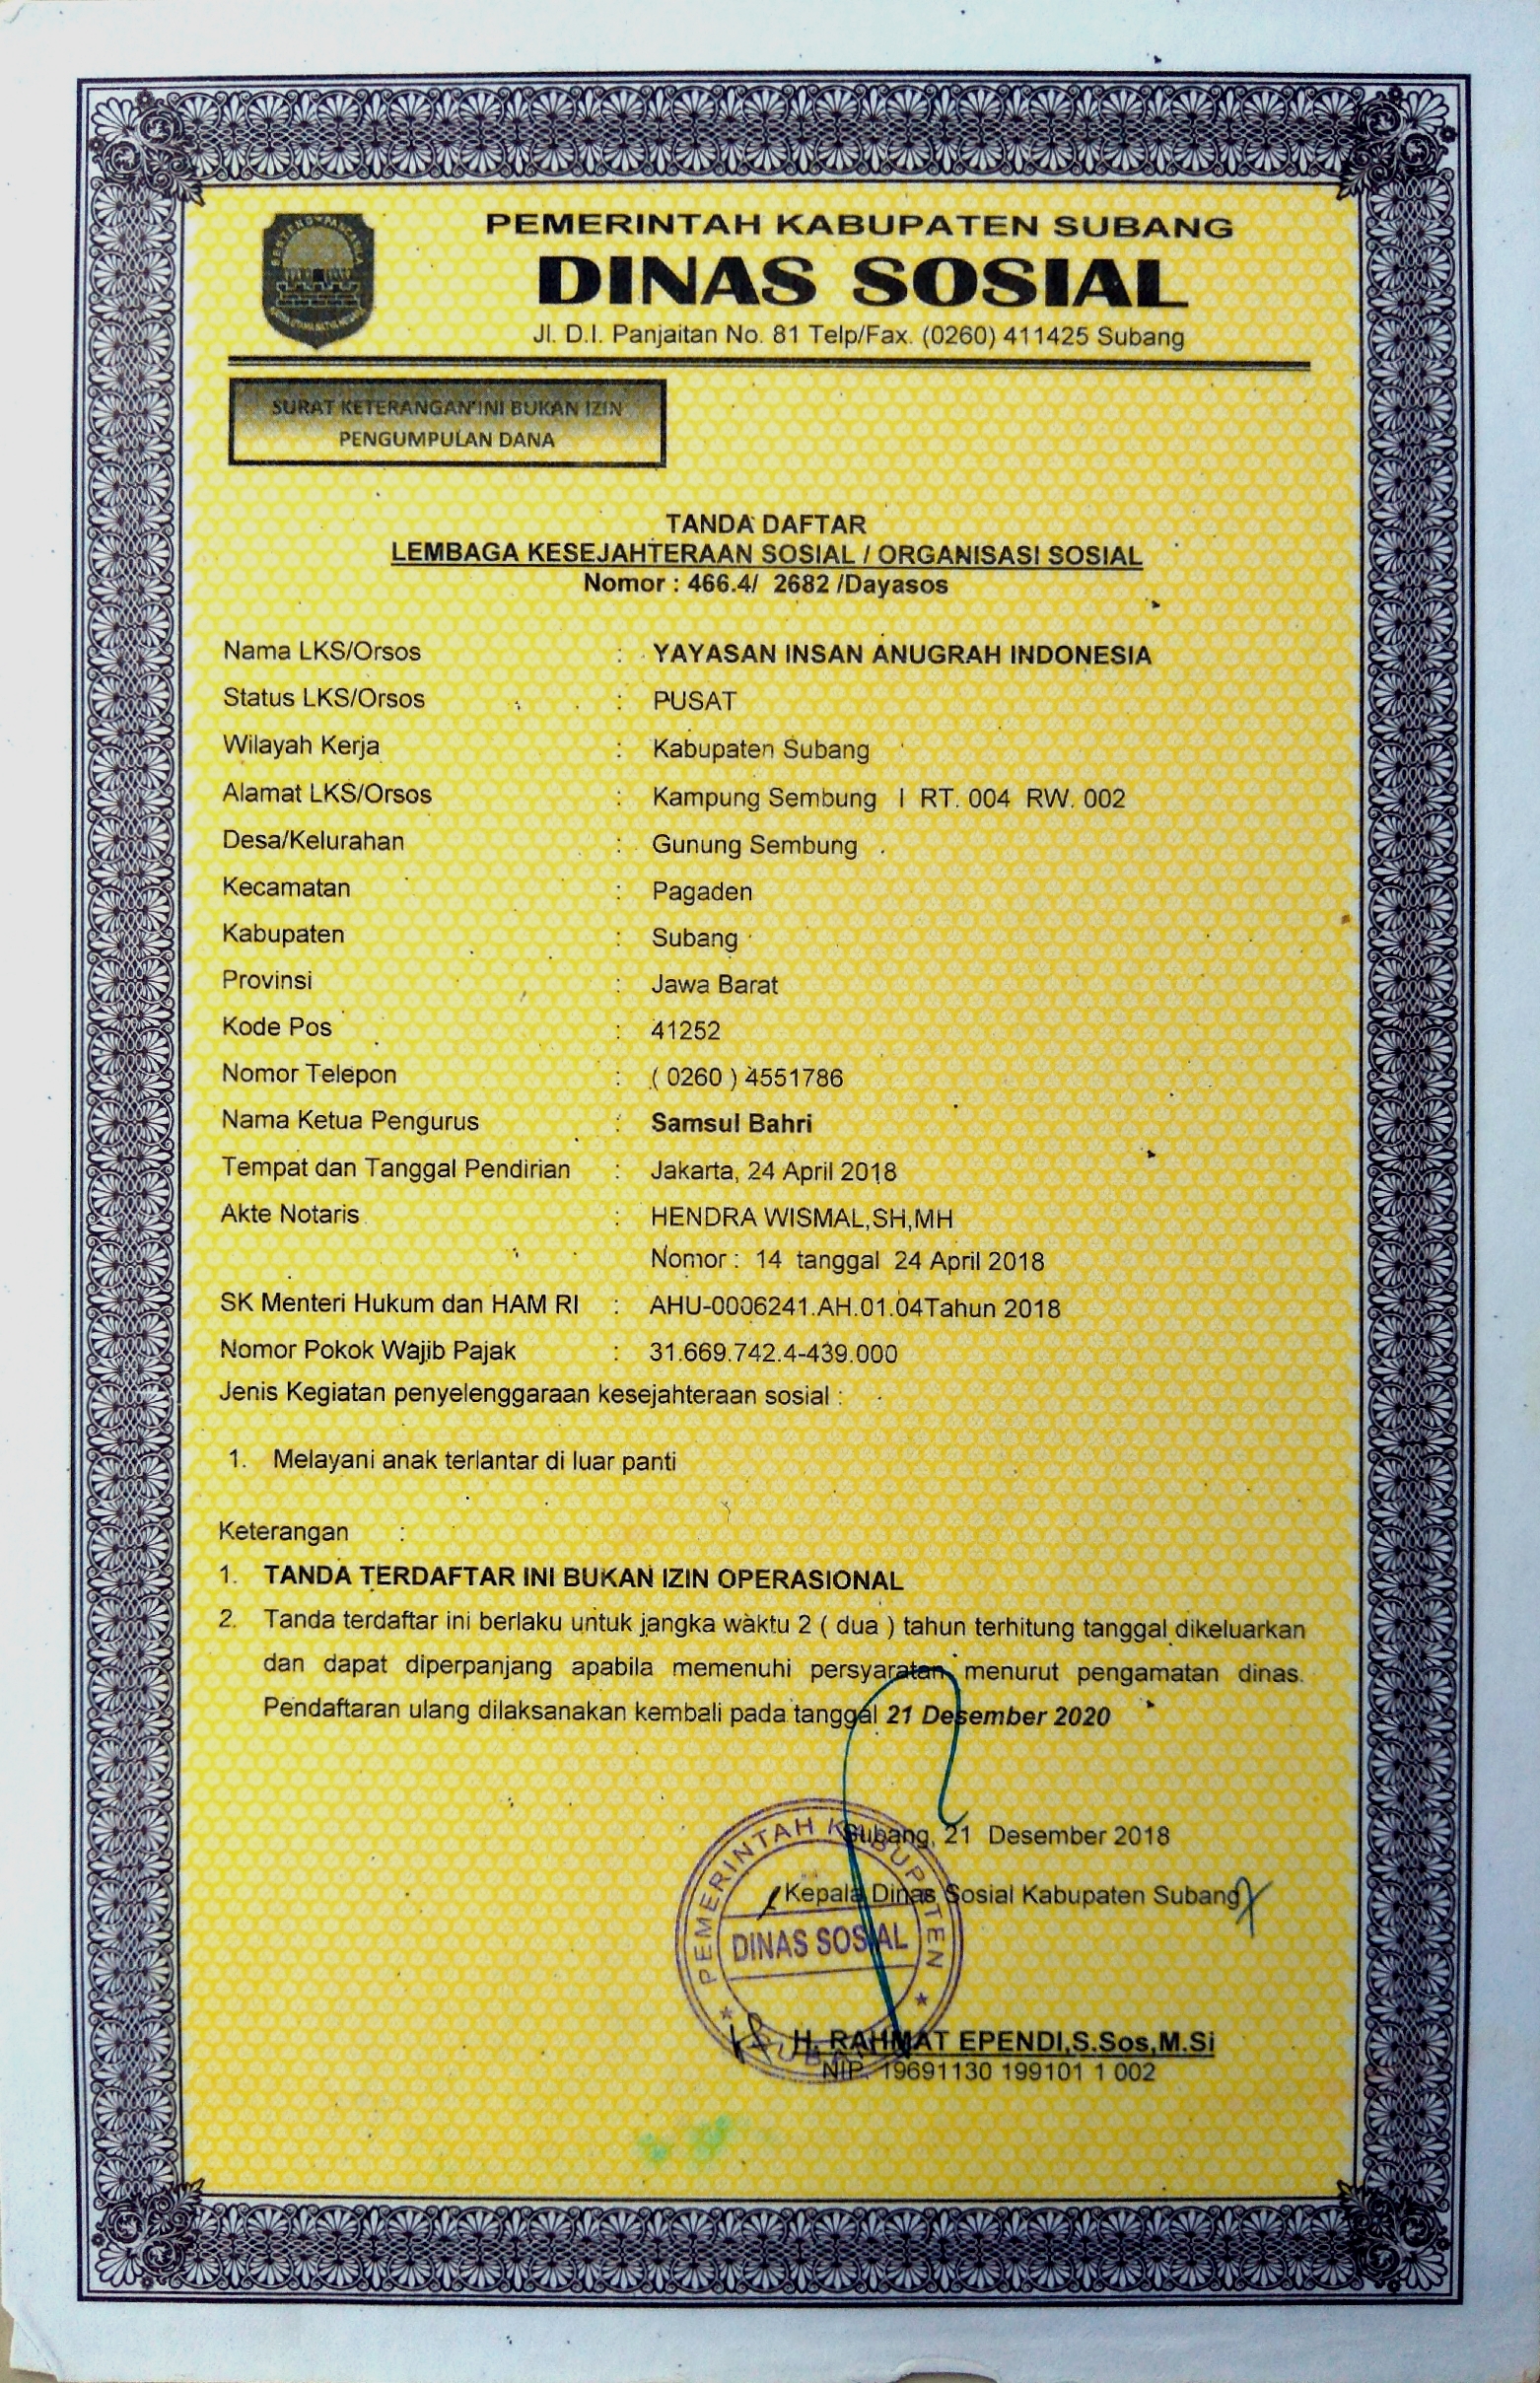 PEMERINTAH KABUPATEN SUBANG
DINAS SOSIAL
Jl. D.I. Panjaitan No. 81 Telp/Fax. (0260) 411425 Subang
BENTENG PANCASILA
SURAT KETERANGAN INI BUKAN IZIN
PENGUMPULAN DANA
TANDA DAFTAR
LEMBAGA KESEJAHTERAAN SOSIAL / ORGANISASI SOSIAL
Nomor : 466.4/ 2682 /Dayasos
Nama LKS/Orsos : YAYASAN INSAN ANUGRAH INDONESIA
Status LKS/Orsos : PUSAT
Wilayah Kerja : Kabupaten Subang
Alamat LKS/Orsos : Kampung Sembung I RT. 004 RW. 002
Desa/Kelurahan : Gunung Sembung
Kecamatan : Pagaden
Kabupaten : Subang
Provinsi : Jawa Barat
Kode Pos : 41252
Nomor Telepon : ( 0260 ) 4551786
Nama Ketua Pengurus : Samsul Bahri
Tempat dan Tanggal Pendirian : Jakarta, 24 April 2018
Akte Notaris : HENDRA WISMAL,SH,MH
Nomor : 14 tanggal 24 April 2018
SK Menteri Hukum dan HAM RI : AHU-0006241.AH.01.04Tahun 2018
Nomor Pokok Wajib Pajak : 31.669.742.4-439.000
Jenis Kegiatan penyelenggaraan kesejahteraan sosial :
1. Melayani anak terlantar di luar panti
Keterangan :
1. TANDA TERDAFTAR INI BUKAN IZIN OPERASIONAL
2. Tanda terdaftar ini berlaku untuk jangka waktu 2 ( dua ) tahun terhitung tanggal dikeluarkan
dan dapat diperpanjang apabila memenuhi persyaratan menurut pengamatan dinas.
Pendaftaran ulang dilaksanakan kembali pada tanggal 21 Desember 2020
Subang, 21 Desember 2018
Kepala Dinas Sosial Kabupaten Subang
PEMERINTAH KABUPATEN
DINAS SOSIAL
SUBANG
H. RAHMAT EPENDI,S.Sos,M.Si
NIP. 19691130 199101 1 002